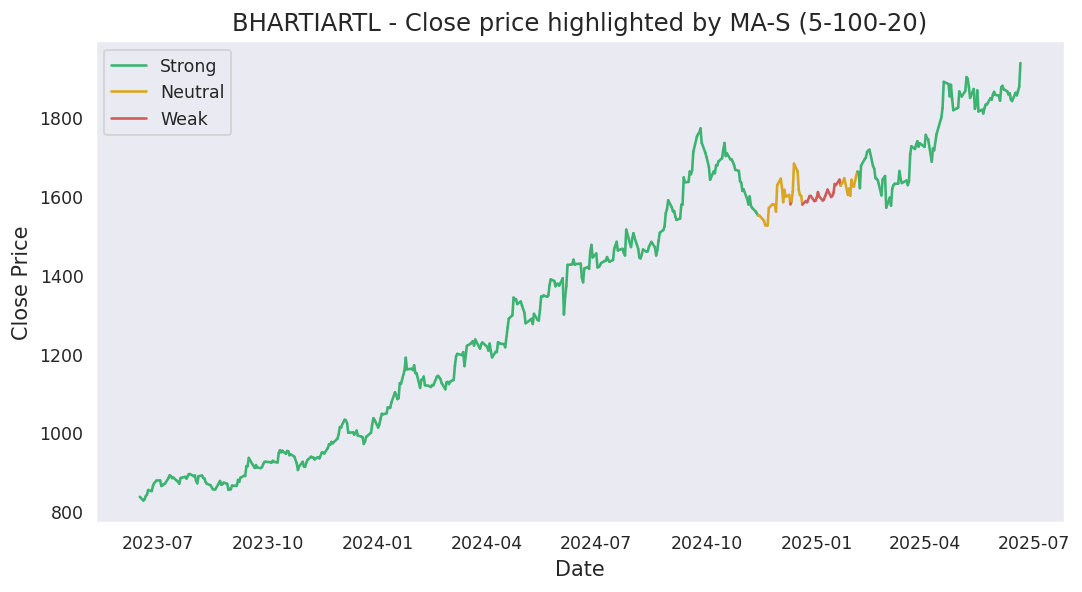 BHARTIARTL - Close price highlighted by MA-S (5-100-20)
Strong
Neutral
Weak
Close Price
1800
1600
1400
1200
1000
800
2023-07 2023-10 2024-01 2024-04 2024-07 2024-10 2025-01 2025-04 2025-07
Date